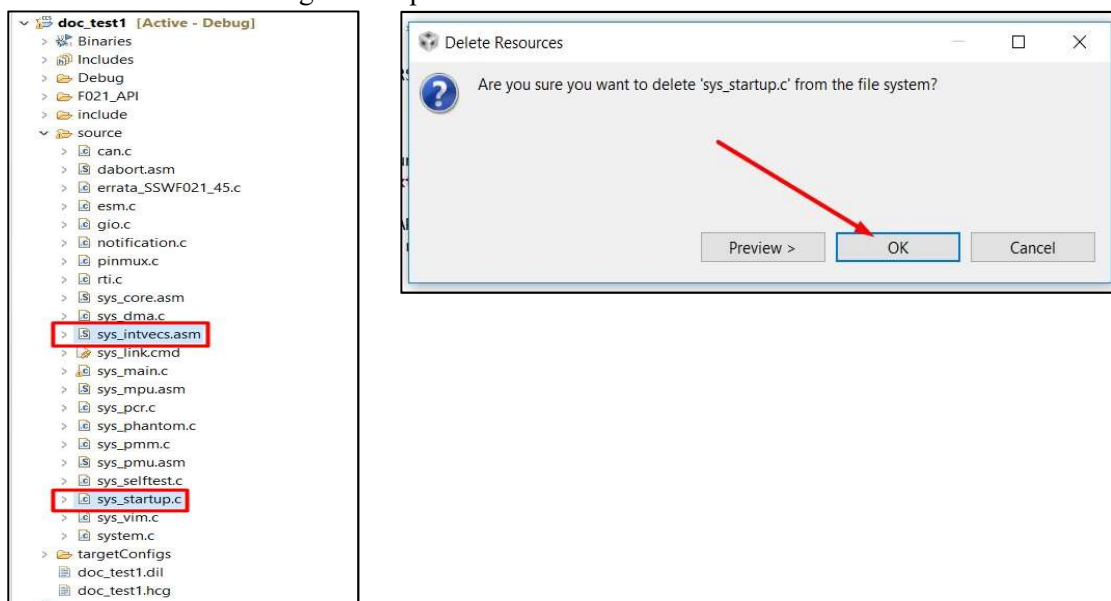 doc_test1 [Active - Debug]
Binaries
Includes
Debug
F021_API
include
source
can.c
dabort.asm
errata_SSWF021_45.c
esm.c
gio.c
notification.c
pinmux.c
rti.c
sys_core.asm
sys_dma.c
sys_intvecs.asm
sys_link.cmd
sys_main.c
sys_mpu.asm
sys_pcr.c
sys_phantom.c
sys_pmm.c
sys_pmu.asm
sys_selftest.c
sys_startup.c
sys_vim.c
system.c
targetConfigs
doc_test1.dil
doc_test1.hcg
Delete Resources
Are you sure you want to delete 'sys_startup.c' from the file system?
Preview >
OK
Cancel